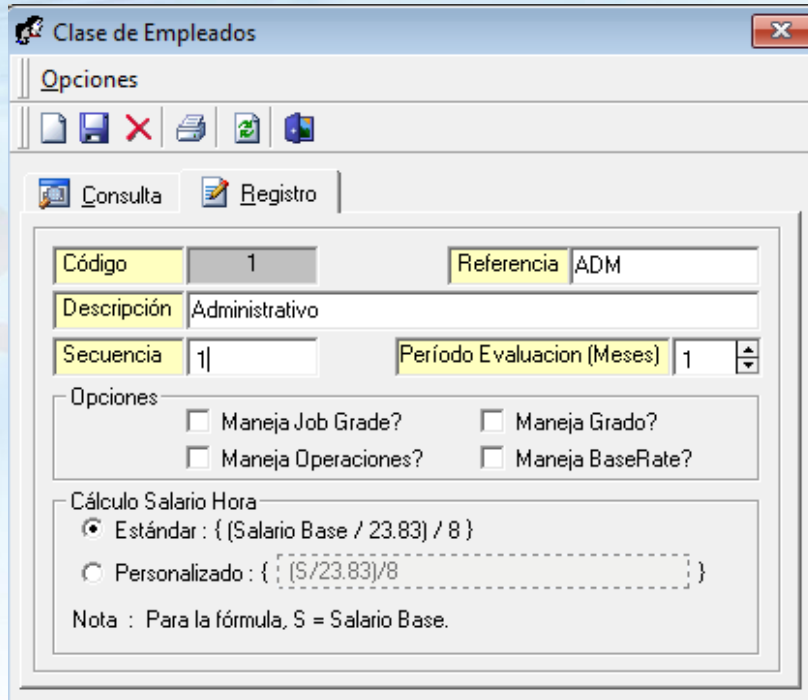 Clase de Empleados
Opciones
Consulta Registro
Código 1 Referencia ADM
Descripción Administrativo
Secuencia 1 Período Evaluacion (Meses) 1
Opciones
Maneja Job Grade? Maneja Grado?
Maneja Operaciones? Maneja BaseRate?
Cálculo Salario Hora
Estándar : { (Salario Base / 23.83) / 8 }
Personalizado : { (S/23.83)/8 }
Nota : Para la fórmula, S = Salario Base.